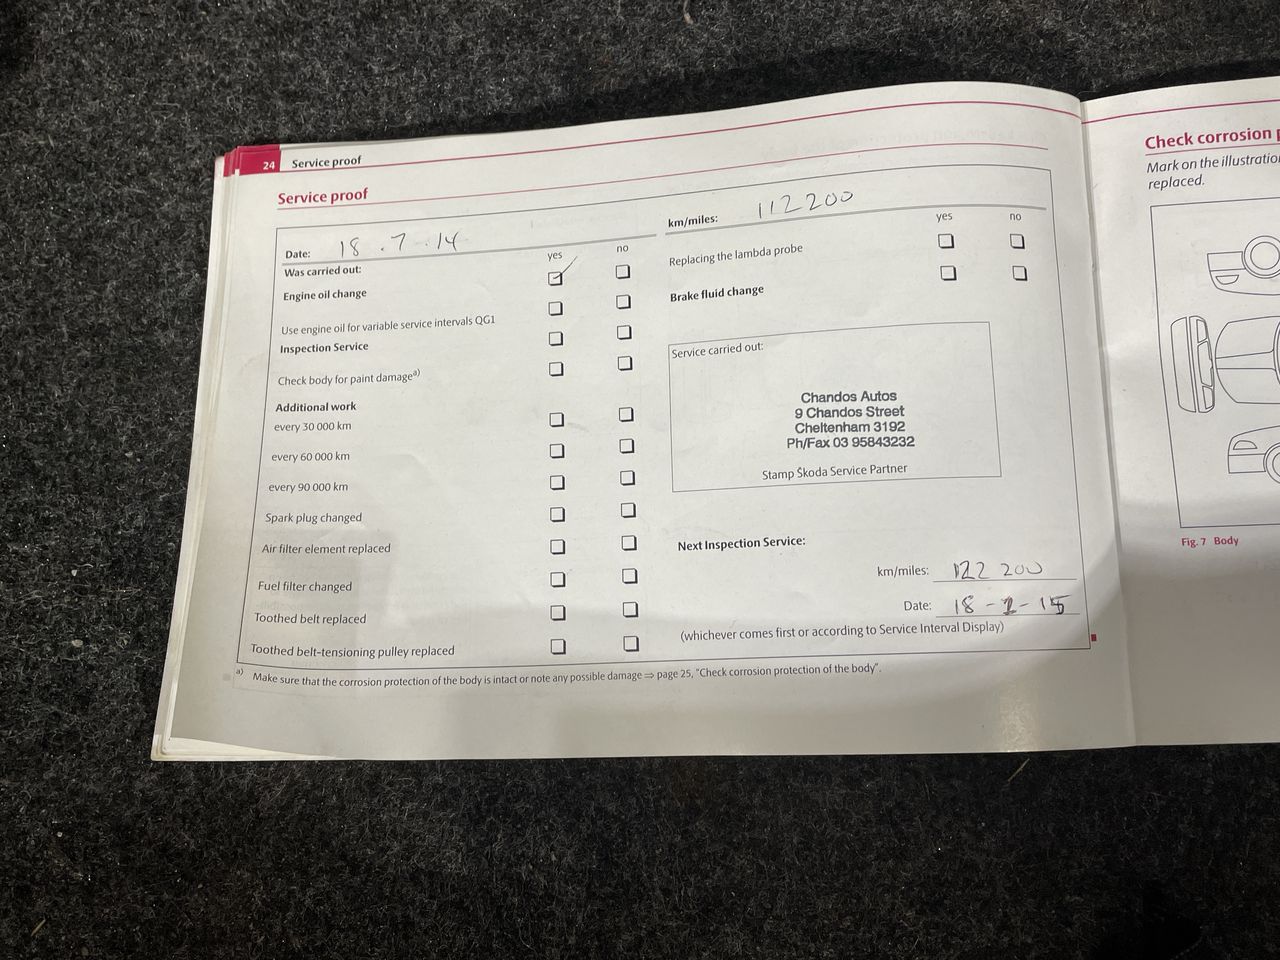 24 Service proof
Service proof
Date: 18.7.14
km/miles: 112200
Was carried out:
yes no
Engine oil change
Use engine oil for variable service intervals QG1
Inspection Service
Check body for paint damage a)
Additional work
every 30 000 km
every 60 000 km
every 90 000 km
Spark plug changed
Air filter element replaced
Fuel filter changed
Toothed belt replaced
Toothed belt-tensioning pulley replaced
yes no
Replacing the lambda probe
Brake fluid change
Service carried out:
Chandos Autos
9 Chandos Street
Cheltenham 3192
Ph/Fax 03 95843232
Stamp Škoda Service Partner
Next Inspection Service:
km/miles: 122 200
Date: 18-1-15
(whichever comes first or according to Service Interval Display)
a) Make sure that the corrosion protection of the body is intact or note any possible damage ⇒ page 25, "Check corrosion protection of the body".
Check corrosion
Mark on the illustratio
replaced.
Fig. 7 Body